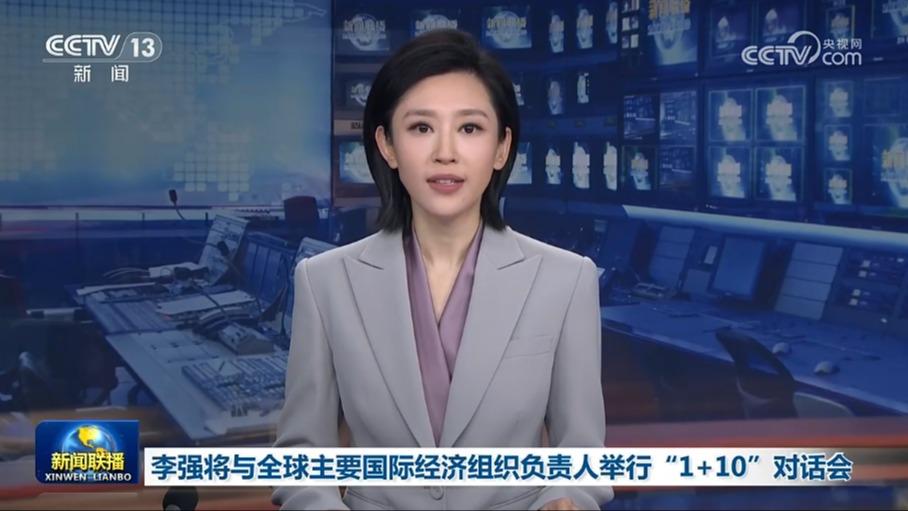 CCTV 13
新闻
央视网
CCTV com
新闻联播
XINWEN LIANBO
李强将与全球主要国际经济组织负责人举行“1+10”对话会